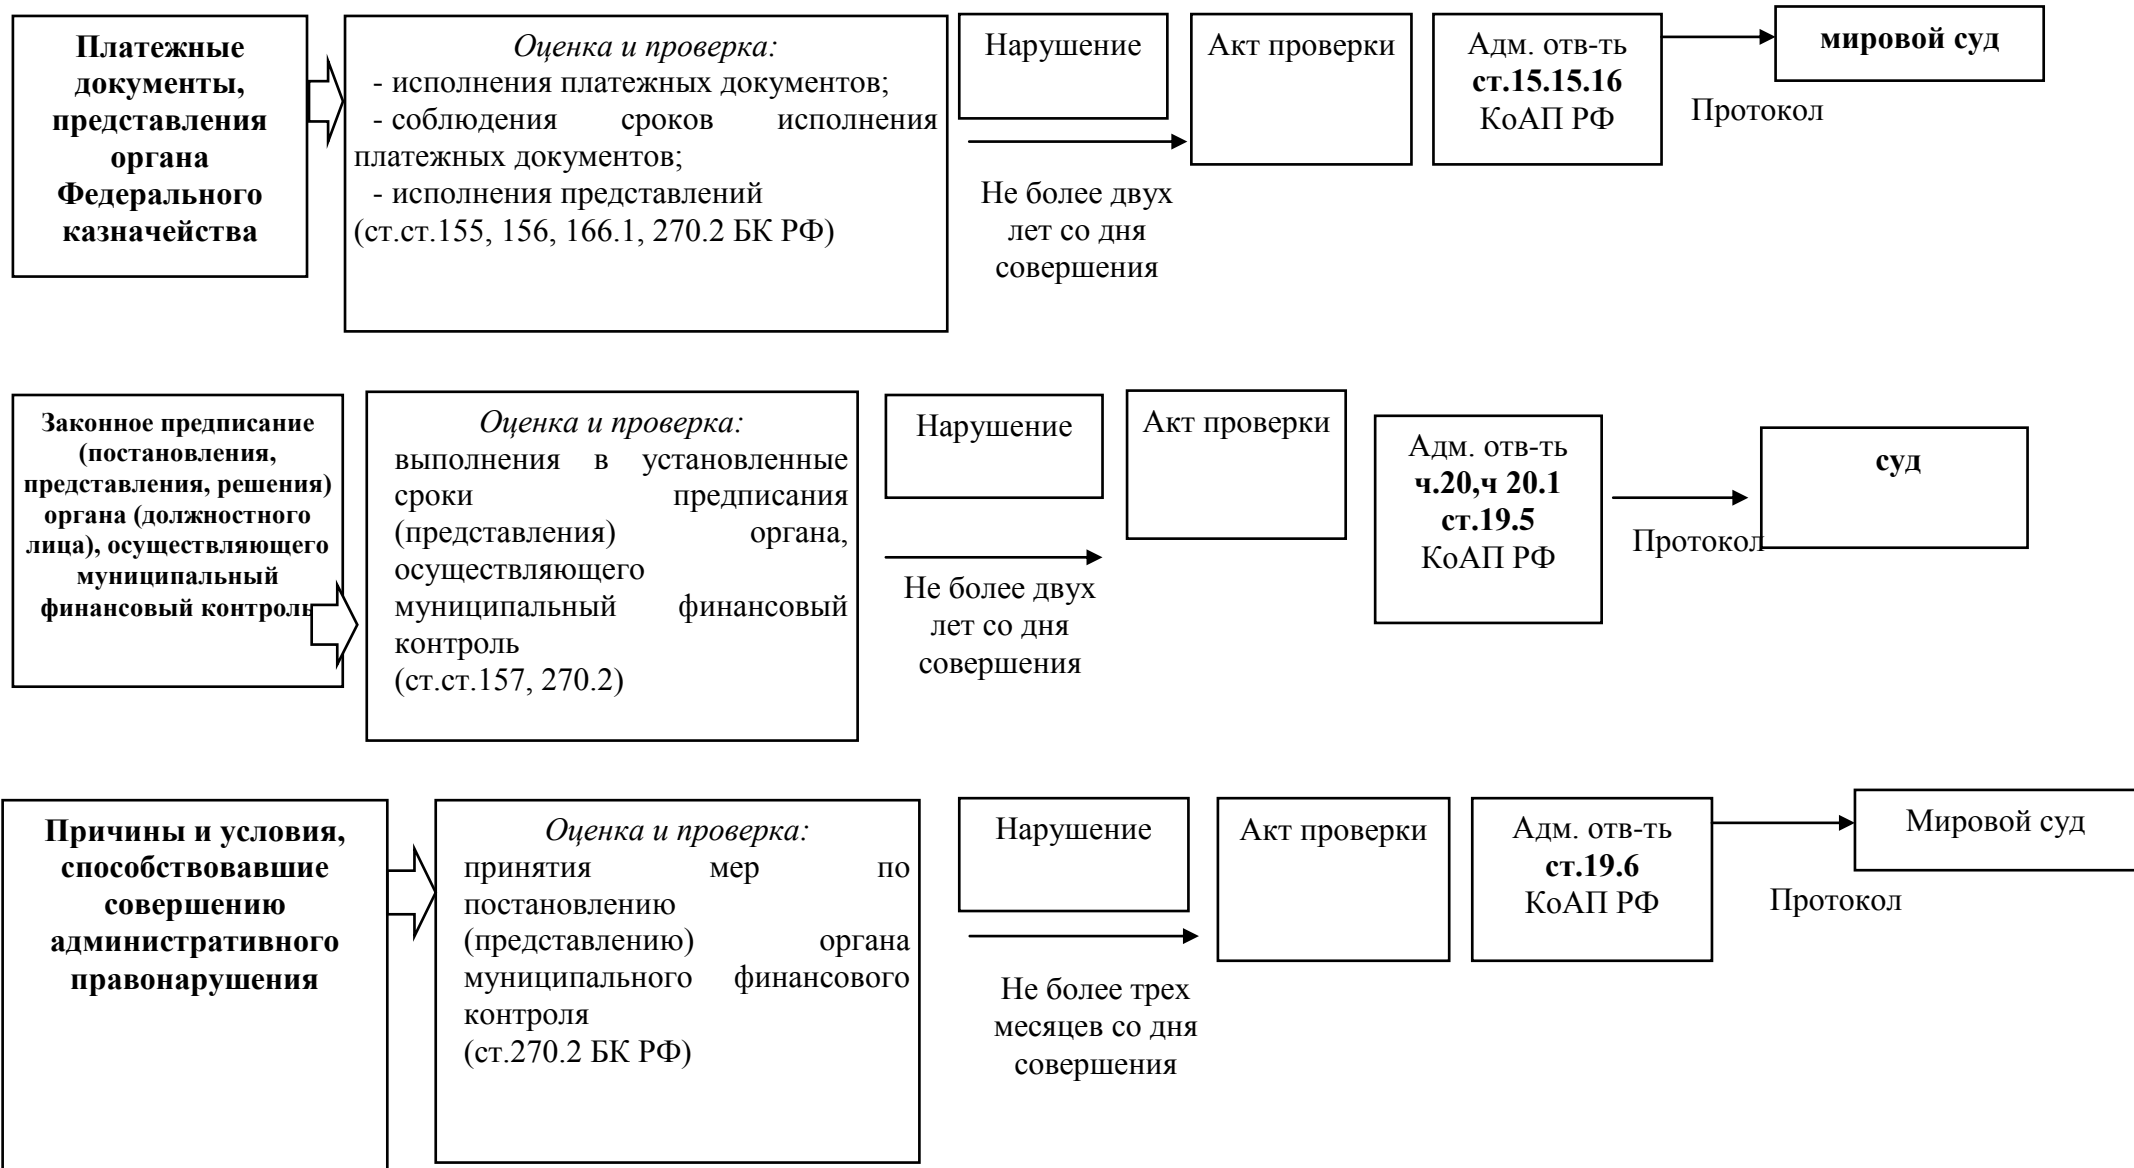 Платежные
документы,
представления
органа
Федерального
казначейства
Оценка и проверка:
- исполнения платежных документов;
- соблюдения сроков исполнения
платежных документов;
- исполнения представлений
(ст.ст.155, 156, 166.1, 270.2 БК РФ)
Нарушение
Не более двух
лет со дня
совершения
Акт проверки
Адм. отв-ть
ст.15.15.16
КоАП РФ
Протокол
мировой суд
Законное предписание
(постановления,
представления, решения)
органа (должностного
лица), осуществляющего
муниципальный
финансовый контроль
Оценка и проверка:
выполнения в установленные
сроки предписания
(представления) органа,
осуществляющего
муниципальный финансовый
контроль
(ст.ст.157, 270.2)
Нарушение
Не более двух
лет со дня
совершения
Акт проверки
Адм. отв-ть
ч.20,ч 20.1
ст.19.5
КоАП РФ
Протокол
суд
Причины и условия,
способствовавшие
совершению
административного
правонарушения
Оценка и проверка:
принятия мер по
постановлению
(представлению) органа
муниципального финансового
контроля
(ст.270.2 БК РФ)
Нарушение
Не более трех
месяцев со дня
совершения
Акт проверки
Адм. отв-ть
ст.19.6
КоАП РФ
Протокол
Мировой суд